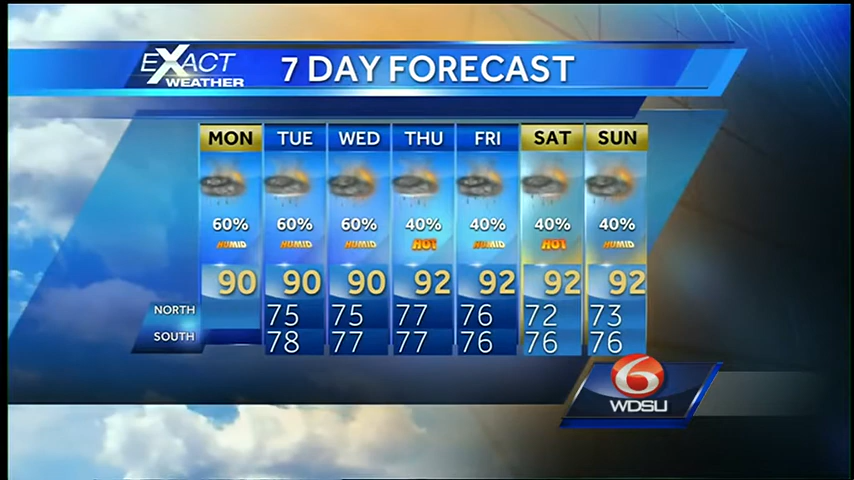 EXACT
WEATHER
7 DAY FORECAST
MON TUE WED THU FRI SAT SUN
60% 60% 60% 40% 40% 40% 40%
HUMID HUMID HUMID HOT HUMID HOT HUMID
90 90 90 92 92 92 92
NORTH 75 75 77 76 72 73
SOUTH 78 77 77 76 76 76
6
WDSU